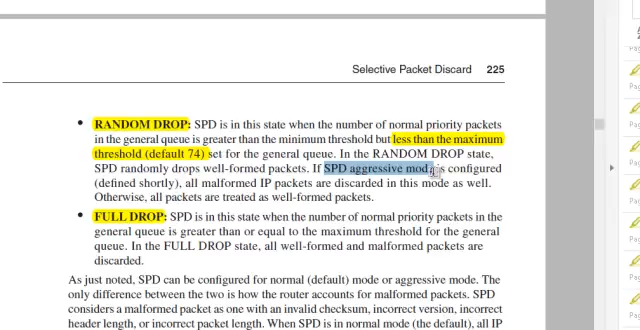 Selective Packet Discard 225
• RANDOM DROP: SPD is in this state when the number of normal priority packets
in the general queue is greater than the minimum threshold but less than the maximum
threshold (default 74) set for the general queue. In the RANDOM DROP state,
SPD randomly drops well-formed packets. If SPD aggressive mode is configured
(defined shortly), all malformed IP packets are discarded in this mode as well.
Otherwise, all packets are treated as well-formed packets.
• FULL DROP: SPD is in this state when the number of normal priority packets in the
general queue is greater than or equal to the maximum threshold for the general
queue. In the FULL DROP state, all well-formed and malformed packets are
discarded.
As just noted, SPD can be configured for normal (default) mode or aggressive mode. The
only difference between the two is how the router accounts for malformed packets. SPD
considers a malformed packet as one with an invalid checksum, incorrect version, incorrect
header length, or incorrect packet length. When SPD is in normal mode (the default), all IP